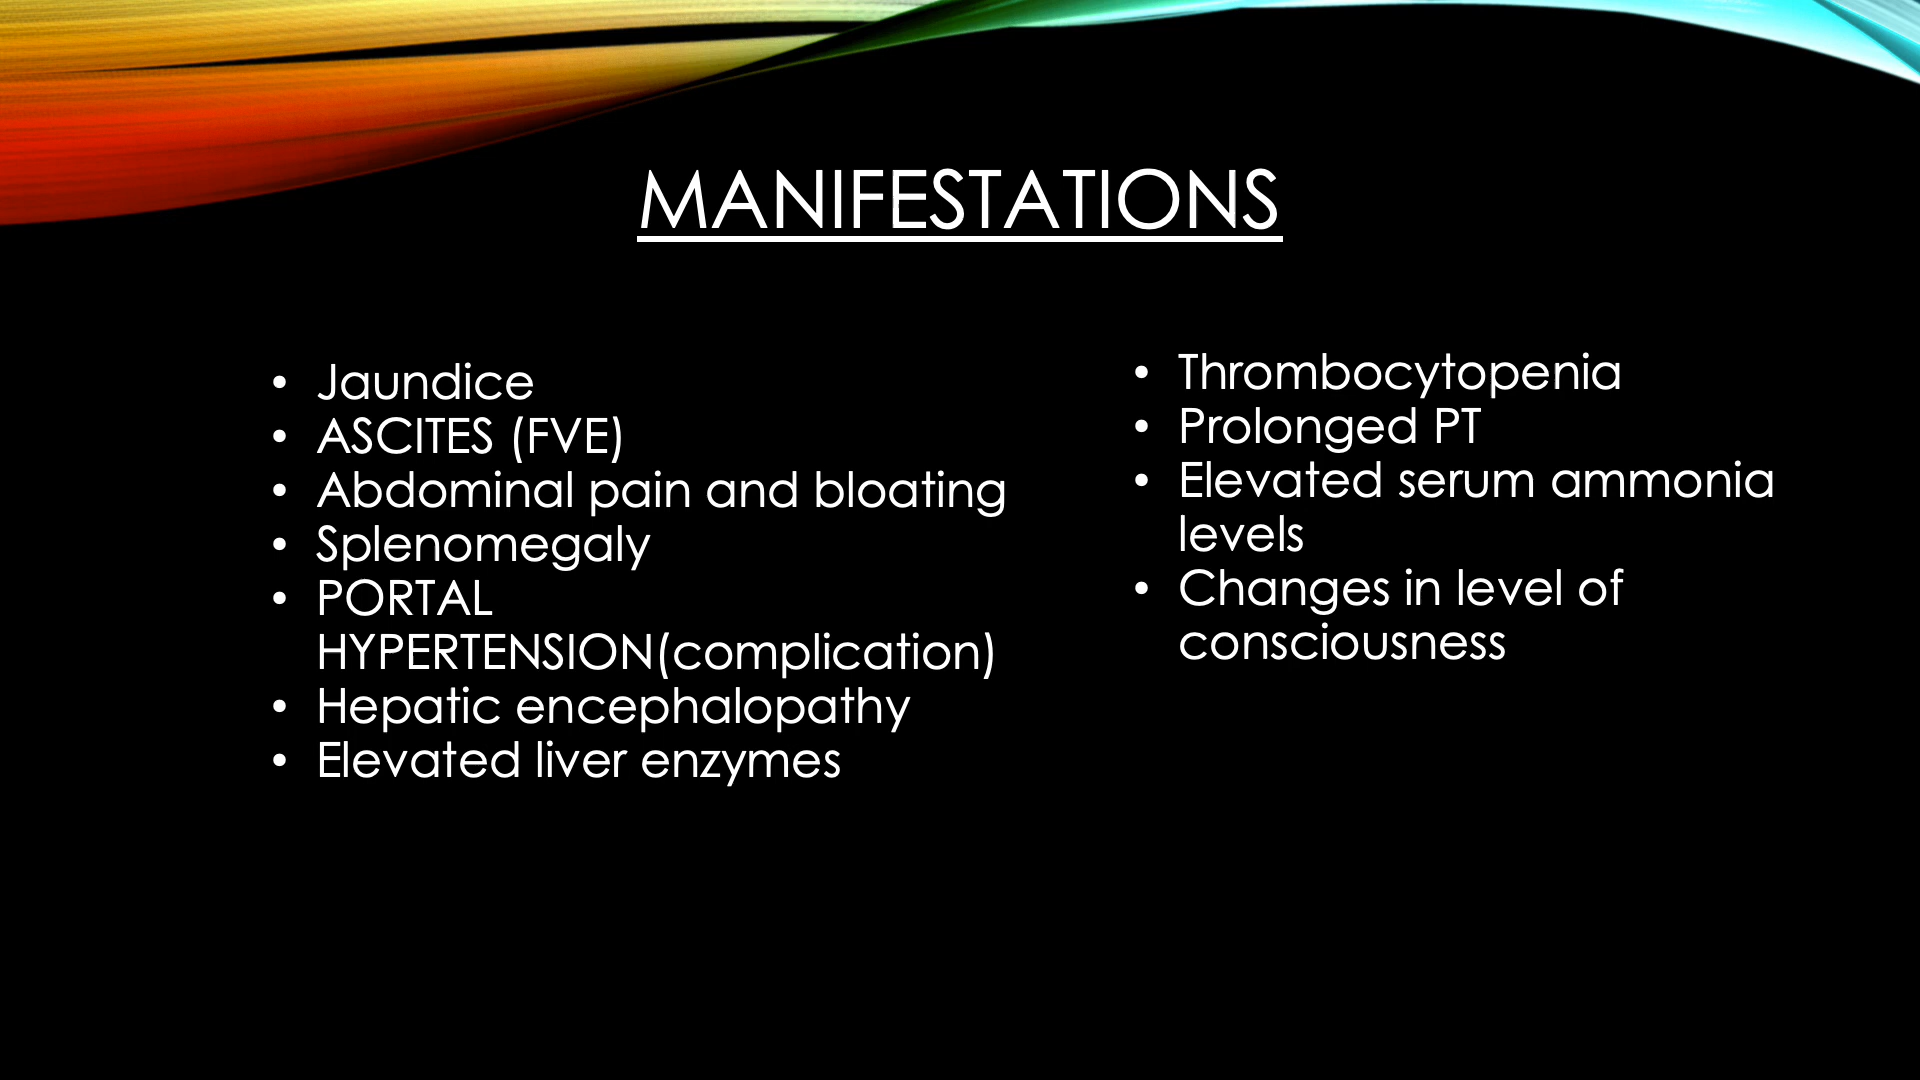 MANIFESTATIONS
• Jaundice
• ASCITES (FVE)
• Abdominal pain and bloating
• Splenomegaly
• PORTAL
HYPERTENSION(complication)
• Hepatic encephalopathy
• Elevated liver enzymes
• Thrombocytopenia
• Prolonged PT
• Elevated serum ammonia
levels
• Changes in level of
consciousness